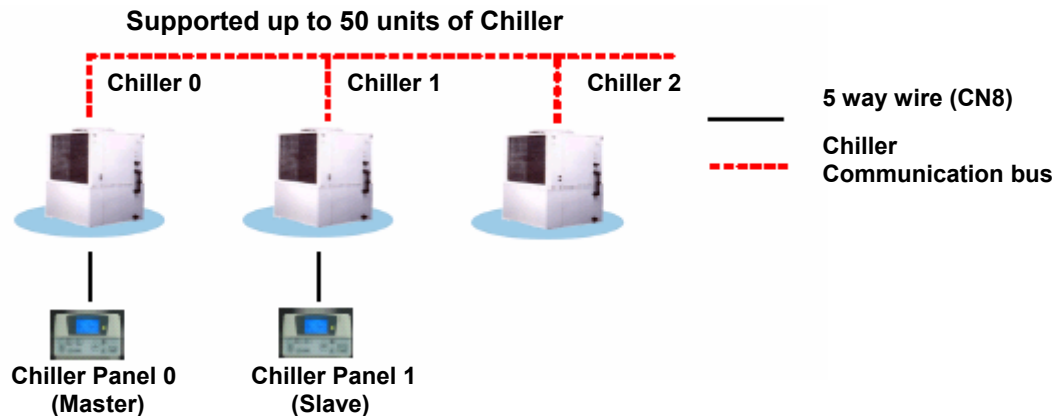 Supported up to 50 units of Chiller
Chiller 0
Chiller 1
Chiller 2
5 way wire (CN8)
Chiller
Communication bus
Chiller Panel 0
(Master)
Chiller Panel 1
(Slave)